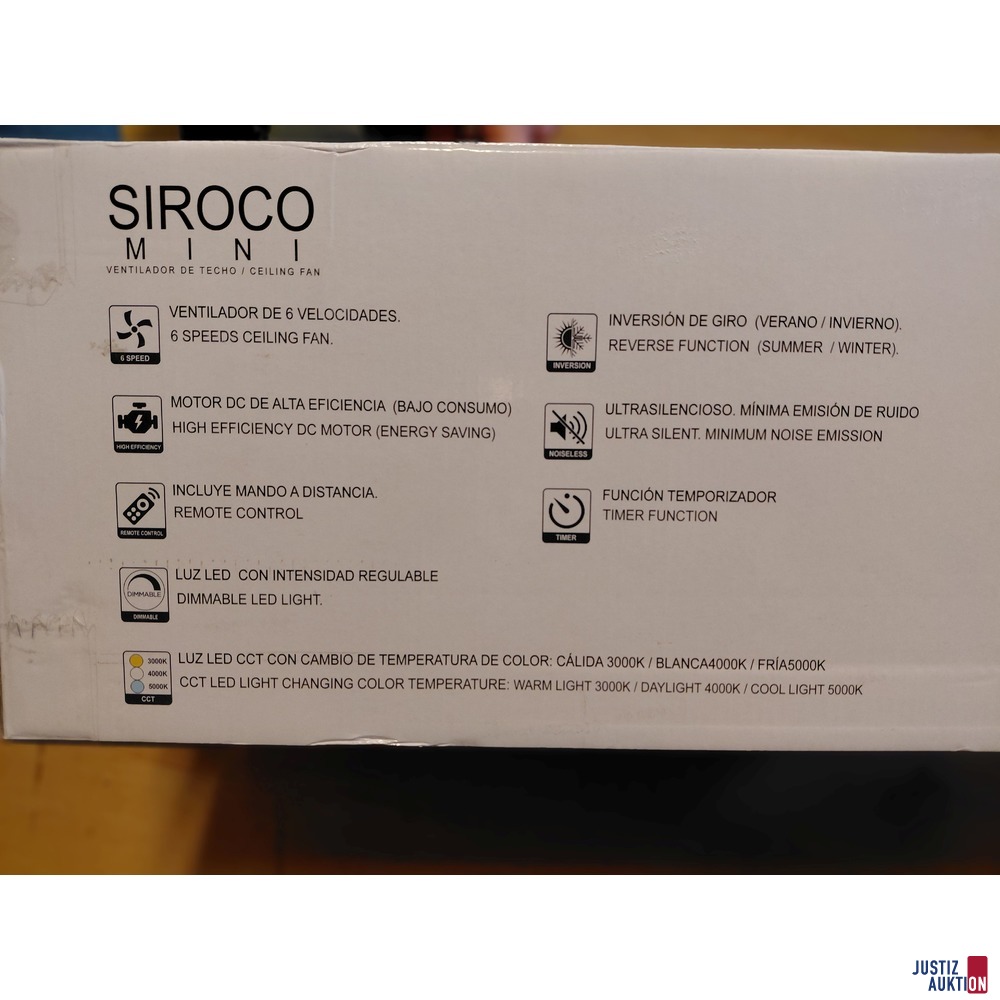 SIROCO
MINI
VENTILADOR DE TECHO / CEILING FAN
6 SPEED
VENTILADOR DE 6 VELOCIDADES.
6 SPEEDS CEILING FAN.
HIGH EFFICIENCY
MOTOR DC DE ALTA EFICIENCIA (BAJO CONSUMO)
HIGH EFFICIENCY DC MOTOR (ENERGY SAVING)
REMOTE CONTROL
INCLUYE MANDO A DISTANCIA.
REMOTE CONTROL
DIMMABLE
DIMMABLE
LUZ LED CON INTENSIDAD REGULABLE
DIMMABLE LED LIGHT.
INVERSION
INVERSIÓN DE GIRO (VERANO / INVIERNO).
REVERSE FUNCTION (SUMMER / WINTER).
NOISELESS
ULTRASILENCIOSO. MÍNIMA EMISIÓN DE RUIDO
ULTRA SILENT. MINIMUM NOISE EMISSION
TIMER
FUNCIÓN TEMPORIZADOR
TIMER FUNCTION
3000K
4000K
5000K
CCT
LUZ LED CCT CON CAMBIO DE TEMPERATURA DE COLOR: CÁLIDA 3000K / BLANCA4000K / FRÍA5000K
CCT LED LIGHT CHANGING COLOR TEMPERATURE: WARM LIGHT 3000K / DAYLIGHT 4000K / COOL LIGHT 5000K
JUSTIZ
AUKTION